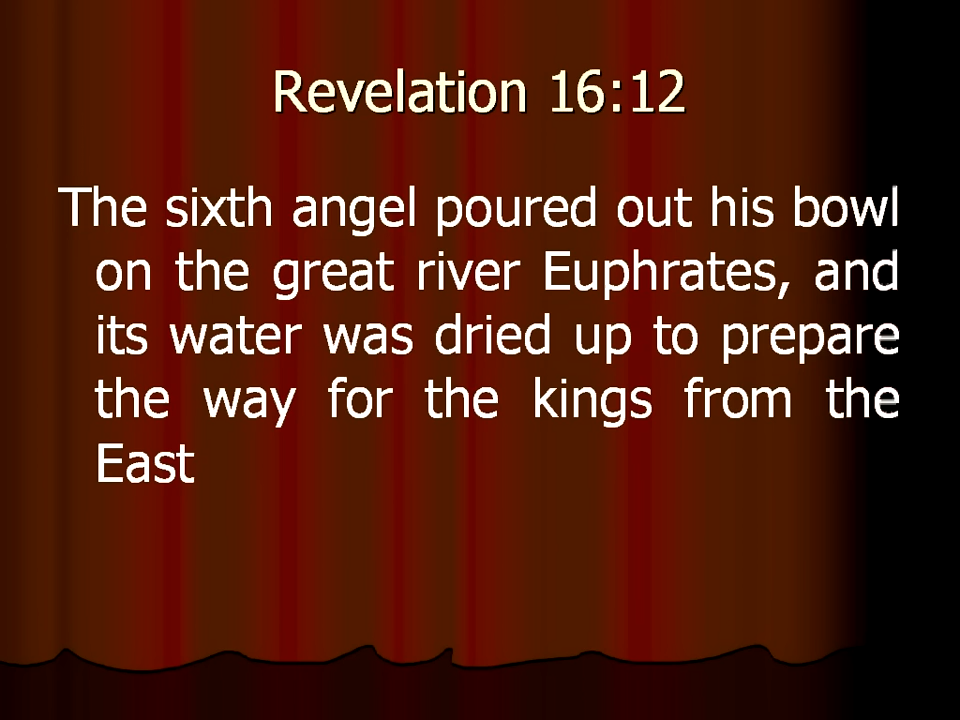 Revelation 16:12
The sixth angel poured out his bowl
on the great river Euphrates, and
its water was dried up to prepare
the way for the kings from the
East